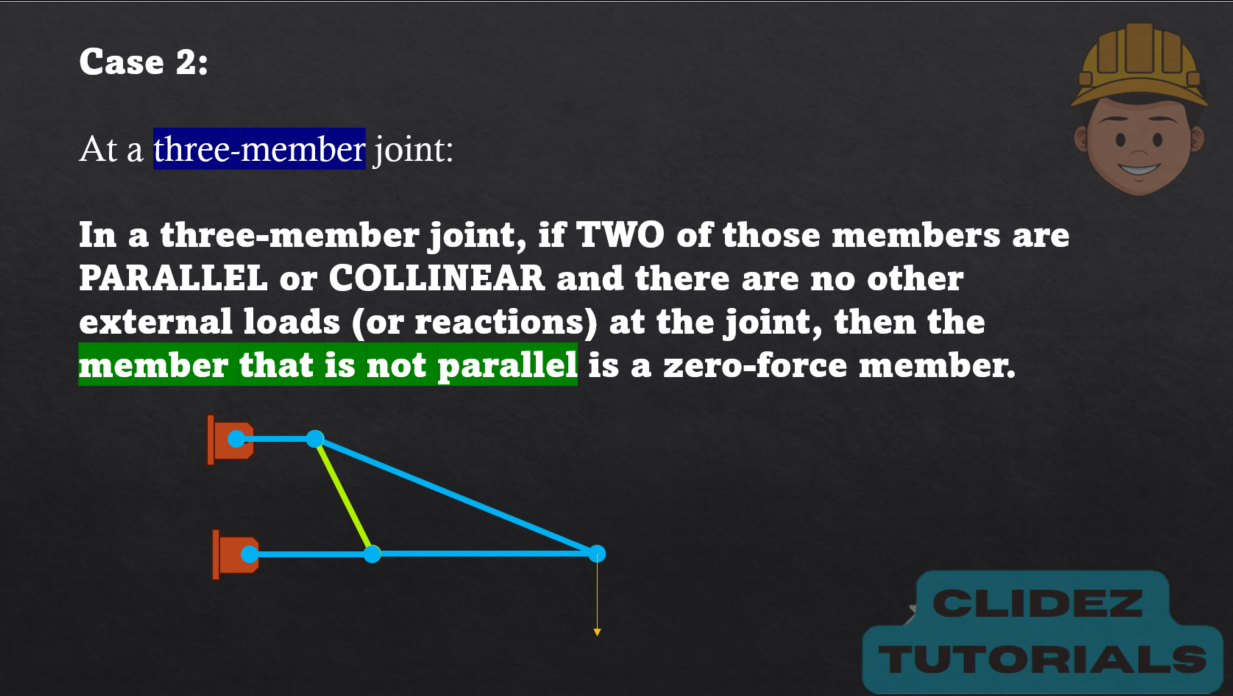 Case 2:
At a three-member joint:
In a three-member joint, if TWO of those members are
PARALLEL or COLLINEAR and there are no other
external loads (or reactions) at the joint, then the
member that is not parallel is a zero-force member.
CLIDEZ
TUTORIALS